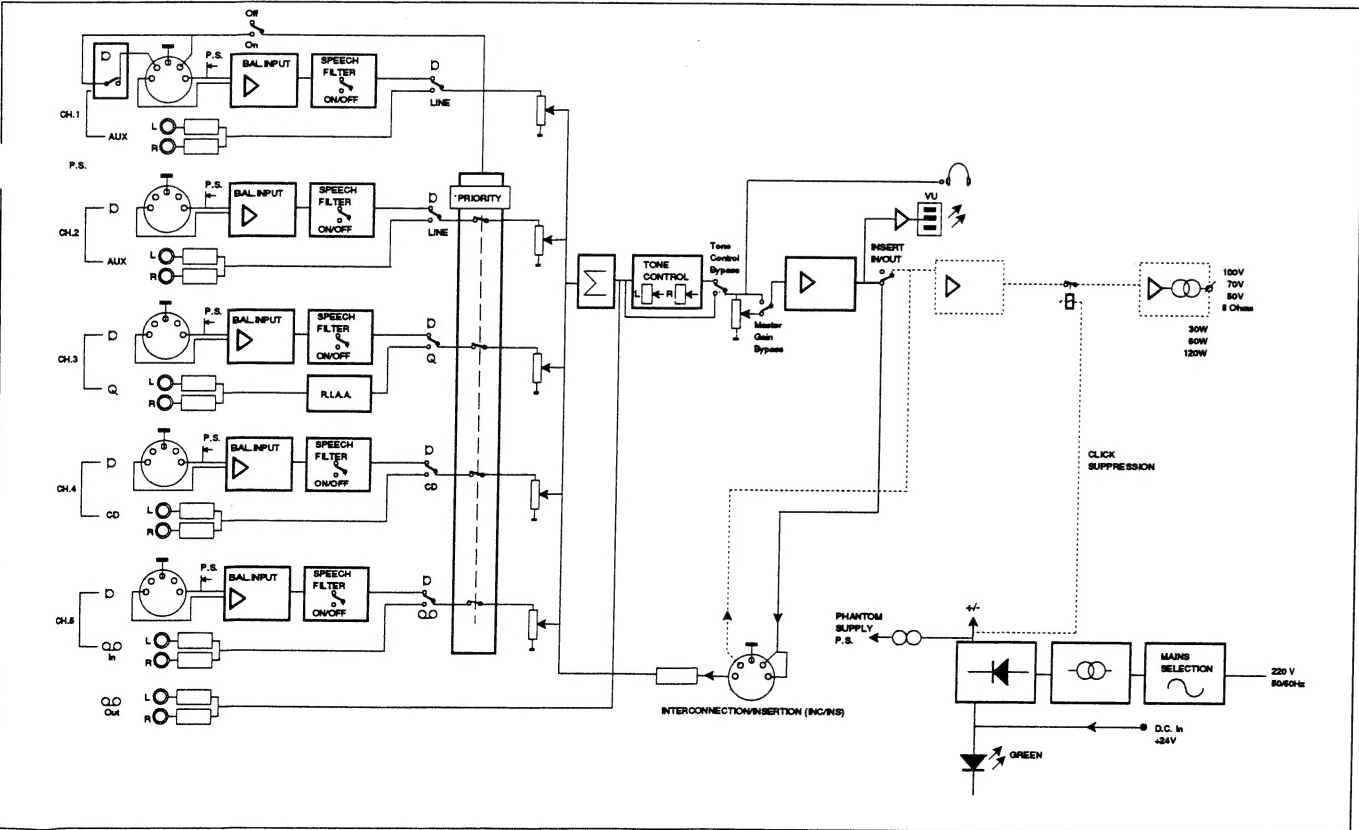 Off
On
P.S.
BAL.INPUT
SPEECH
FILTER
ON/OFF
LINE
CH.1
AUX
L
R
P.S.
P.S.
BAL.INPUT
SPEECH
FILTER
ON/OFF
LINE
CH.2
AUX
L
R
PRIORITY
P.S.
BAL.INPUT
SPEECH
FILTER
ON/OFF
CH.3
L
R
R.I.A.A.
P.S.
BAL.INPUT
SPEECH
FILTER
ON/OFF
CD
CH.4
CD
L
R
P.S.
BAL.INPUT
SPEECH
FILTER
ON/OFF
CH.5
In
L
R
Out
L
R
Σ
TONE
CONTROL
L
R
Tone
Control
Bypass
Master
Gain
Bypass
VU
INSERT
IN/OUT
100V
70V
50V
8 Ohms
30W
60W
120W
CLICK
SUPPRESSION
INTERCONNECTION/INSERTION (INC/INS)
PHANTOM
SUPPLY
P.S.
+/-
MAINS
SELECTION
220 V
50/60Hz
D.C. In
+24V
GREEN